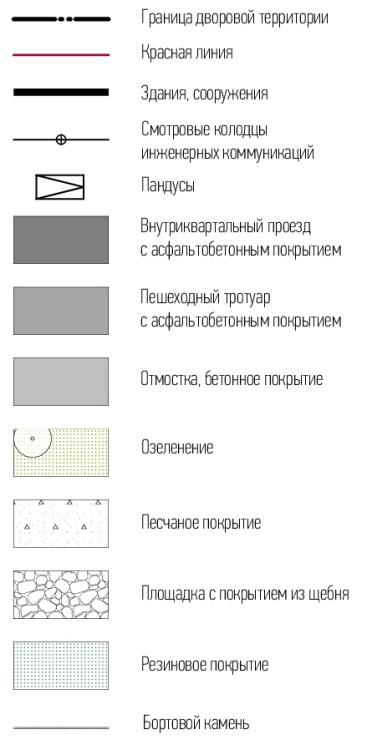 Граница дворовой территории
Красная линия
Здания, сооружения
Смотровые колодцы
инженерных коммуникаций
Пандусы
Внутриквартальный проезд
с асфальтобетонным покрытием
Пешеходный тротуар
с асфальтобетонным покрытием
Отмостка, бетонное покрытие
Озеленение
Песчаное покрытие
Площадка с покрытием из щебня
Резиновое покрытие
Бортовой камень